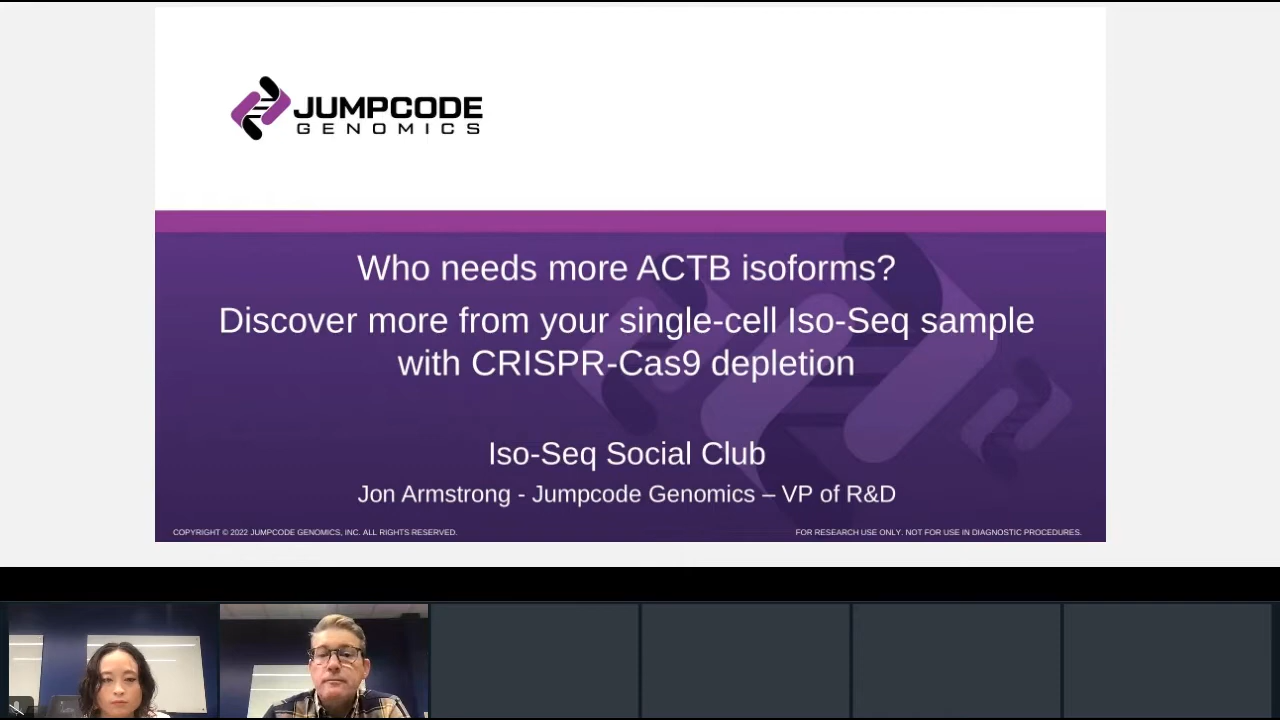 JUMPCODE
GENOMICS
Who needs more ACTB isoforms?
Discover more from your single-cell Iso-Seq sample
with CRISPR-Cas9 depletion
Iso-Seq Social Club
Jon Armstrong - Jumpcode Genomics – VP of R&D
COPYRIGHT © 2022 JUMPCODE GENOMICS, INC. ALL RIGHTS RESERVED.
FOR RESEARCH USE ONLY. NOT FOR USE IN DIAGNOSTIC PROCEDURES.